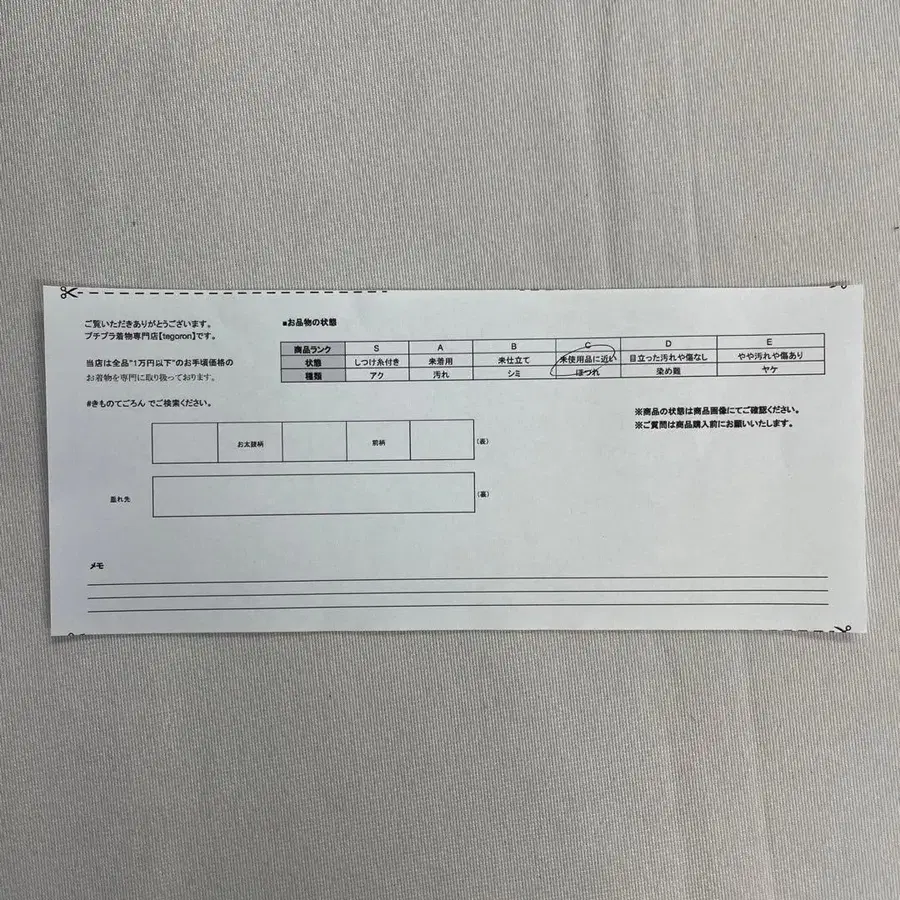 ご覧いただきありがとうございます。
プチプラ着物専門店【tegoron】です。
当店は全品"1万円以下"のお手頃価格の
お着物を専門に取り扱っております。
#きものてごろん でご検索ください。
■お品物の状態
商品ランク S A B C D E
状態 しつけ糸付き 未着用 未仕立て 未使用品に近い 目立った汚れや傷なし やや汚れや傷あり
種類 アク 汚れ シミ ほつれ 染め難 ヤケ
※商品の状態は商品画像にてご確認ください。
※ご質問は商品購入前にお願いいたします。
お太鼓柄 前柄 (表)
垂れ先 (裏)
メモ